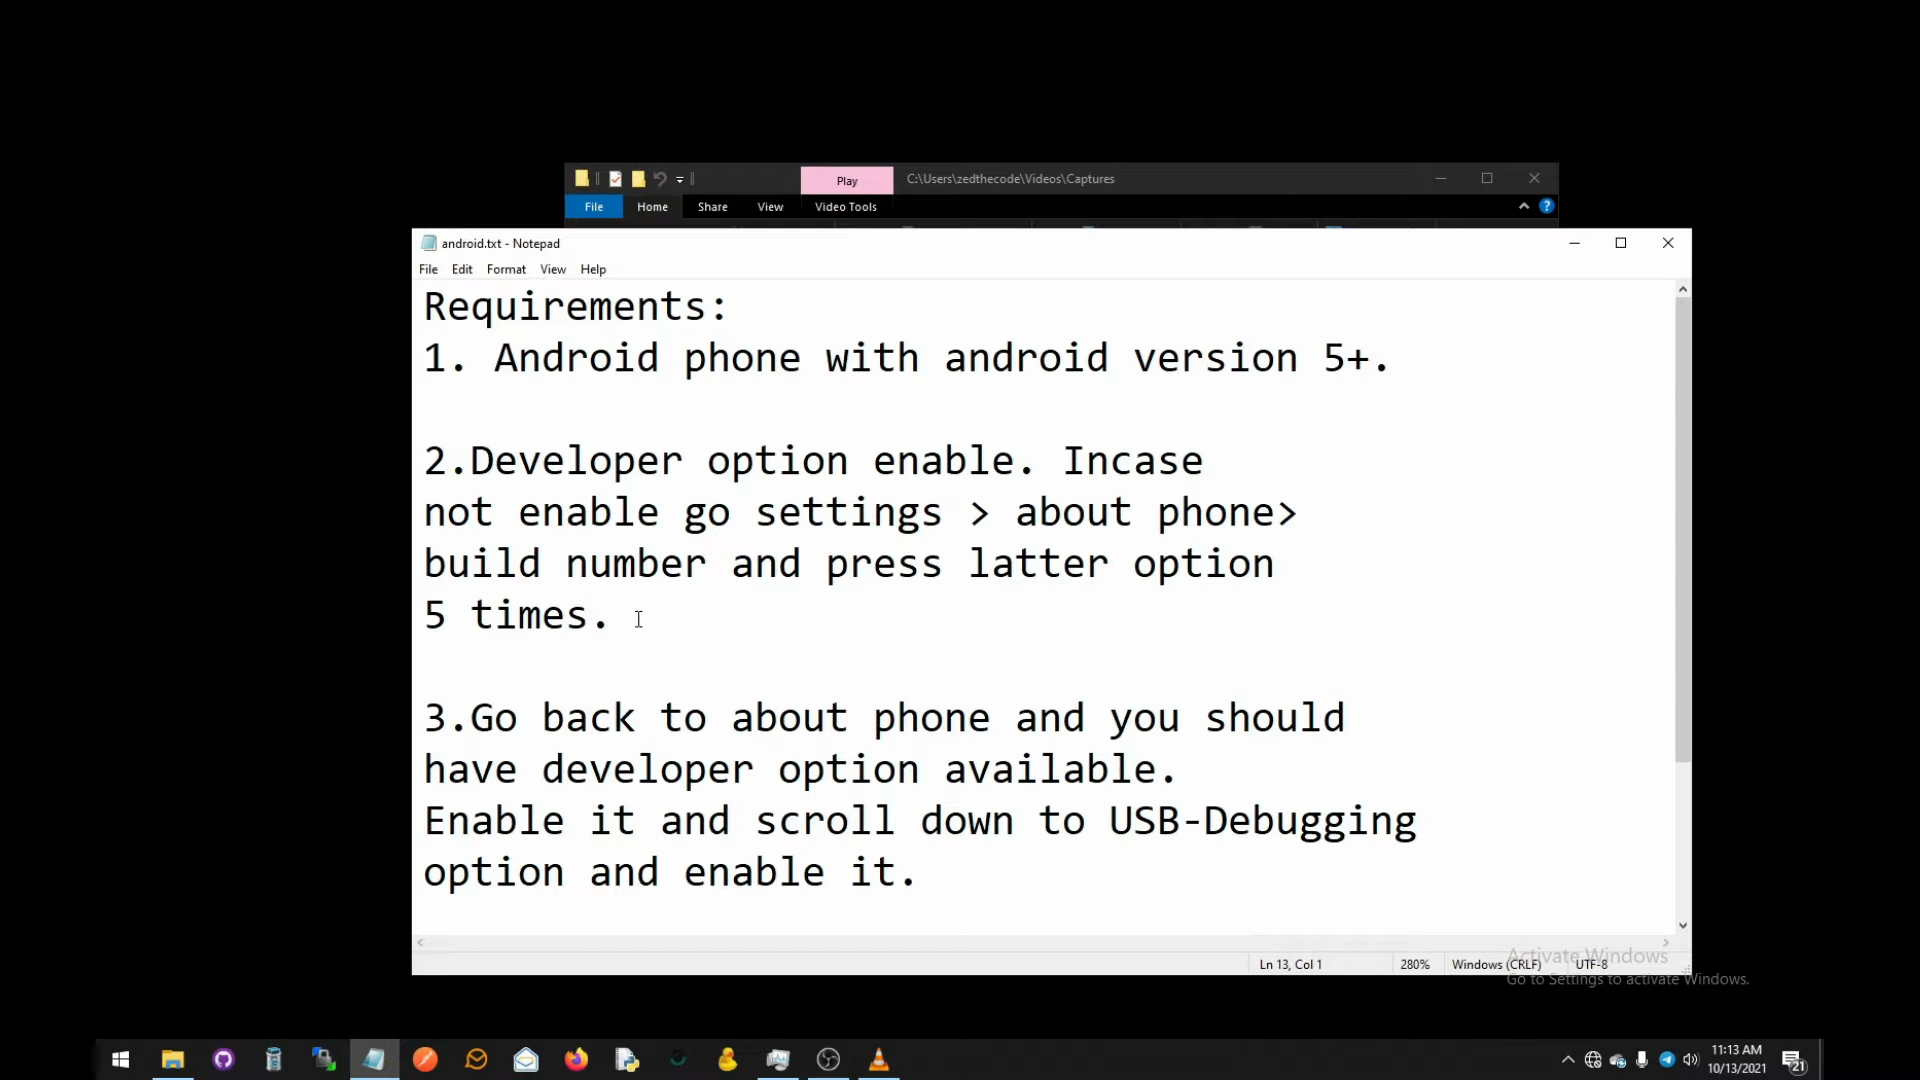 Play C:\Users\zedthecode\Videos\Captures
File Home Share View Video Tools
android.txt - Notepad
File Edit Format View Help
Requirements:
1. Android phone with android version 5+.
2.Developer option enable. Incase
not enable go settings > about phone>
build number and press latter option
5 times.
3.Go back to about phone and you should
have developer option available.
Enable it and scroll down to USB-Debugging
option and enable it.
Activate Windows
Ln 13, Col 1 280% Windows (CRLF) UTF-8
Go to Settings to activate Windows.
11:13 AM
10/13/2021
21